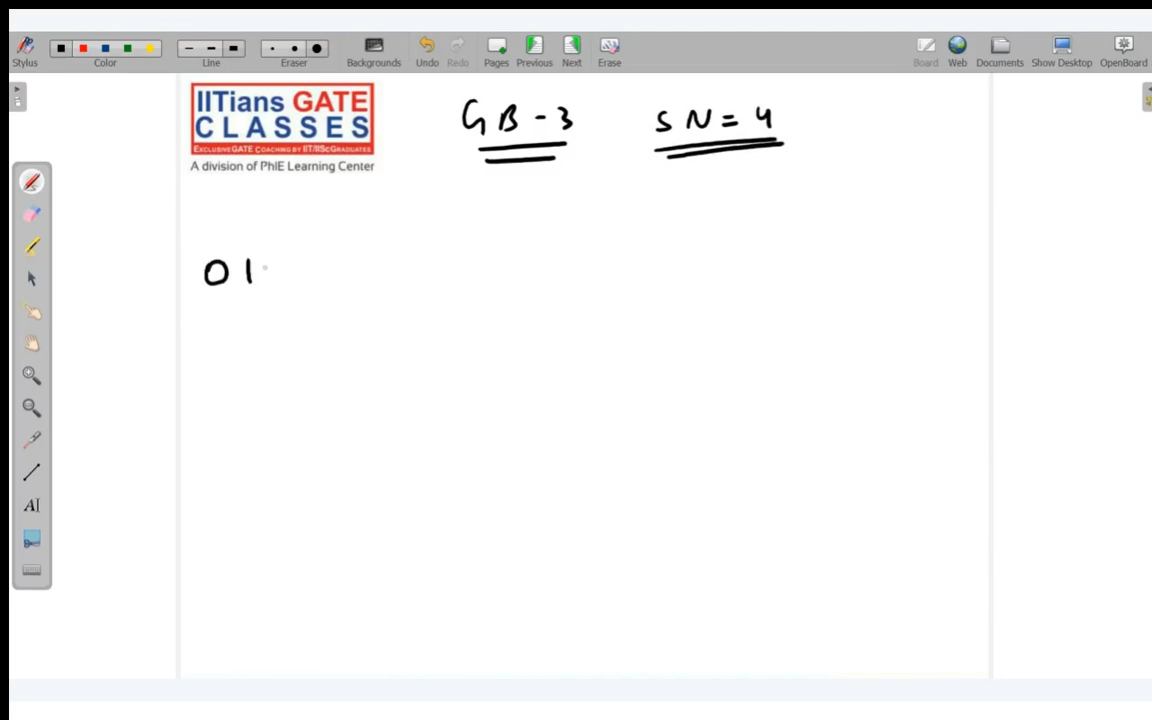 Stylus Color Line Eraser Backgrounds Undo Redo Pages Previous Next Erase Board Web Documents Show Desktop OpenBoard
IITians GATE
CLASSES
EXCLUSIVE GATE COACHING BY IIT/IISC GRADUATES
A division of PhIE Learning Center
GB-3 SN=4
01
AI